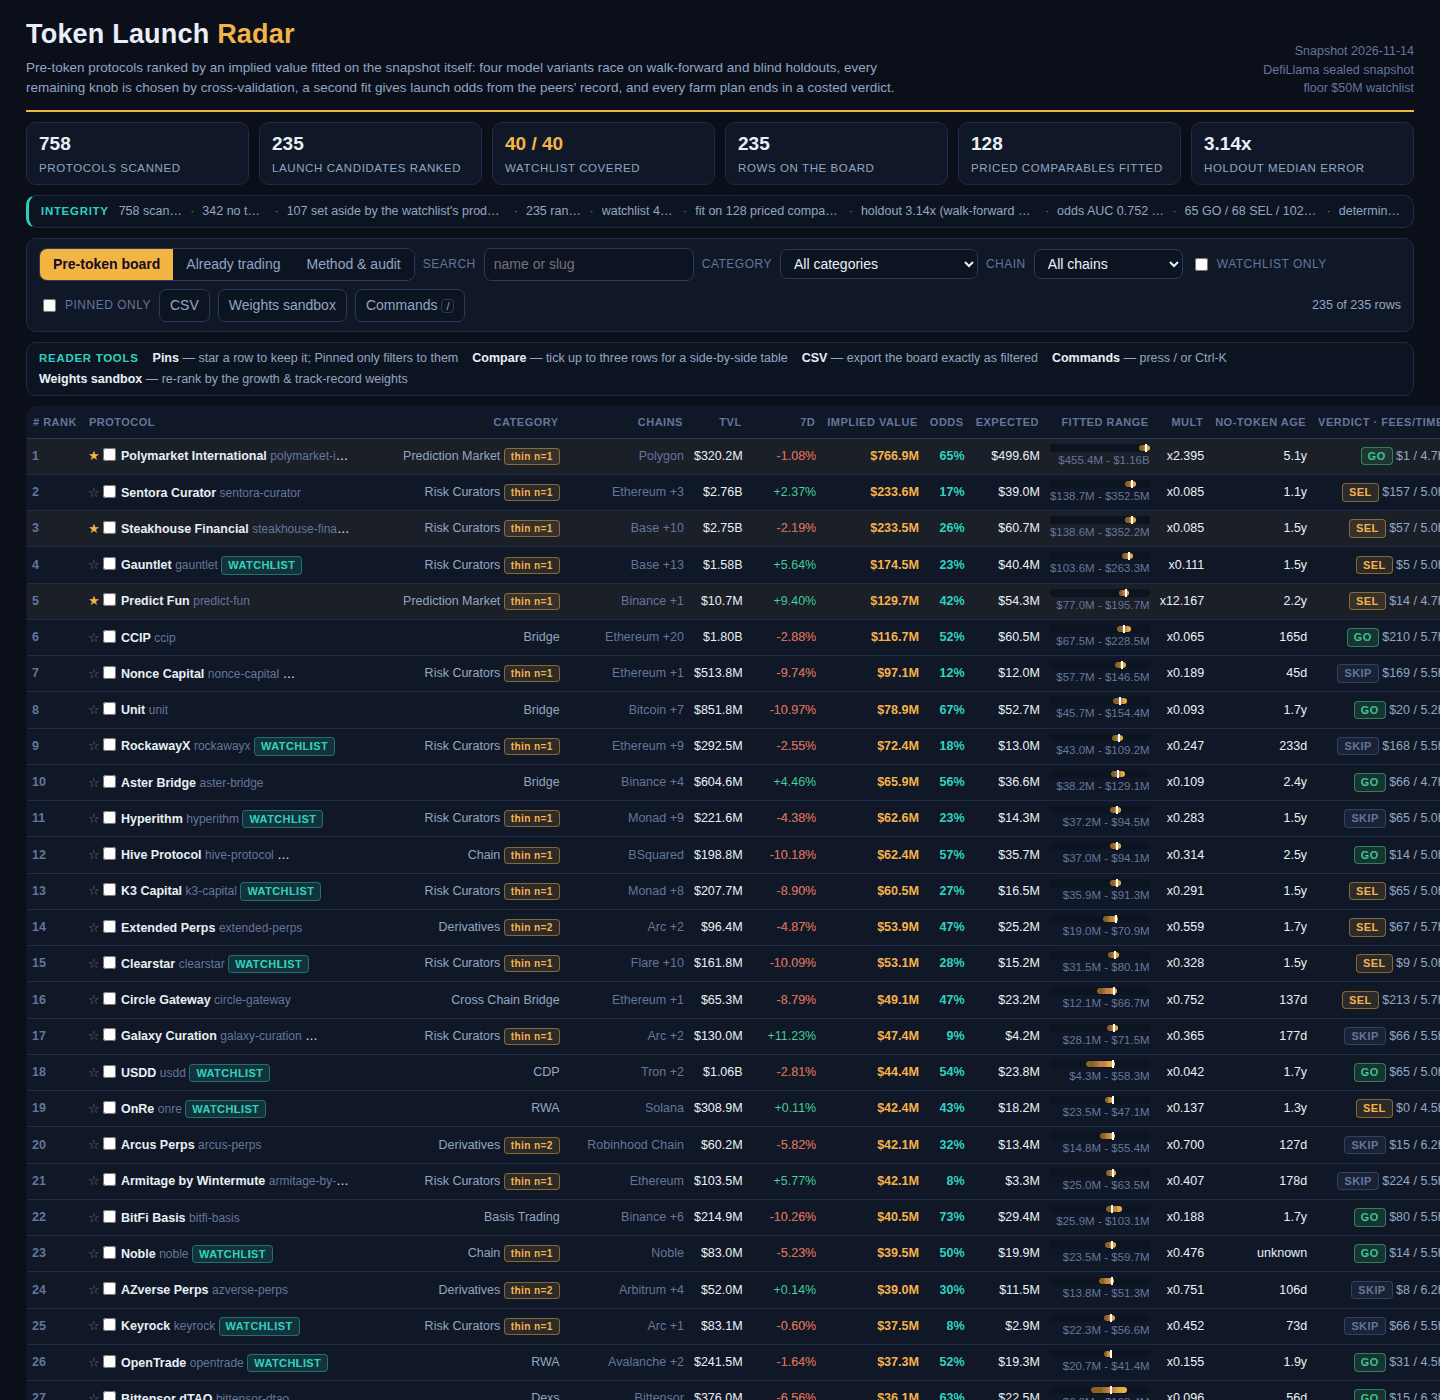 Token Launch Radar
Pre-token protocols ranked by an implied value fitted on the snapshot itself: four model variants race on walk-forward and blind holdouts, every
remaining knob is chosen by cross-validation, a second fit gives launch odds from the peers' record, and every farm plan ends in a costed verdict.
Snapshot 2026-11-14
DefiLlama sealed snapshot
floor $50M watchlist
758
PROTOCOLS SCANNED
235
LAUNCH CANDIDATES RANKED
40 / 40
WATCHLIST COVERED
235
ROWS ON THE BOARD
128
PRICED COMPARABLES FITTED
3.14x
HOLDOUT MEDIAN ERROR
INTEGRITY 758 scan… · 342 no t… · 107 set aside by the watchlist's prod… · 235 ran… · watchlist 4… · fit on 128 priced compa… · holdout 3.14x (walk-forward … · odds AUC 0.752 … · 65 GO / 68 SEL / 102… · determin…
Pre-token board Already trading Method & audit SEARCH name or slug CATEGORY All categories CHAIN All chains WATCHLIST ONLY
PINNED ONLY CSV Weights sandbox Commands / 235 of 235 rows
READER TOOLS Pins — star a row to keep it; Pinned only filters to them Compare — tick up to three rows for a side-by-side table CSV — export the board exactly as filtered Commands — press / or Ctrl-K
Weights sandbox — re-rank by the growth & track-record weights
# RANK PROTOCOL CATEGORY CHAINS TVL 7D IMPLIED VALUE ODDS EXPECTED FITTED RANGE MULT NO-TOKEN AGE VERDICT · FEES/TIME
1 ★ Polymarket International polymarket-i… Prediction Market thin n=1 Polygon $320.2M -1.08% $766.9M 65% $499.6M $455.4M - $1.16B x2.395 5.1y GO $1 / 4.7h
2 ☆ Sentora Curator sentora-curator Risk Curators thin n=1 Ethereum +3 $2.76B +2.37% $233.6M 17% $39.0M $138.7M - $352.5M x0.085 1.1y SEL $157 / 5.0h
3 ★ Steakhouse Financial steakhouse-fina… Risk Curators thin n=1 Base +10 $2.75B -2.19% $233.5M 26% $60.7M $138.6M - $352.2M x0.085 1.5y SEL $57 / 5.0h
4 ☆ Gauntlet gauntlet WATCHLIST Risk Curators thin n=1 Base +13 $1.58B +5.64% $174.5M 23% $40.4M $103.6M - $263.3M x0.111 1.5y SEL $5 / 5.0h
5 ★ Predict Fun predict-fun Prediction Market thin n=1 Binance +1 $10.7M +9.40% $129.7M 42% $54.3M $77.0M - $195.7M x12.167 2.2y SEL $14 / 4.7h
6 ☆ CCIP ccip Bridge Ethereum +20 $1.80B -2.88% $116.7M 52% $60.5M $67.5M - $228.5M x0.065 165d GO $210 / 5.7h
7 ☆ Nonce Capital nonce-capital … Risk Curators thin n=1 Ethereum +1 $513.8M -9.74% $97.1M 12% $12.0M $57.7M - $146.5M x0.189 45d SKIP $169 / 5.5h
8 ☆ Unit unit Bridge Bitcoin +7 $851.8M -10.97% $78.9M 67% $52.7M $45.7M - $154.4M x0.093 1.7y GO $20 / 5.2h
9 ☆ RockawayX rockawayx WATCHLIST Risk Curators thin n=1 Ethereum +9 $292.5M -2.55% $72.4M 18% $13.0M $43.0M - $109.2M x0.247 233d SKIP $168 / 5.5h
10 ☆ Aster Bridge aster-bridge Bridge Binance +4 $604.6M +4.46% $65.9M 56% $36.6M $38.2M - $129.1M x0.109 2.4y GO $66 / 4.7h
11 ☆ Hyperithm hyperithm WATCHLIST Risk Curators thin n=1 Monad +9 $221.6M -4.38% $62.6M 23% $14.3M $37.2M - $94.5M x0.283 1.5y SKIP $65 / 5.0h
12 ☆ Hive Protocol hive-protocol … Chain thin n=1 BSquared $198.8M -10.18% $62.4M 57% $35.7M $37.0M - $94.1M x0.314 2.5y GO $14 / 5.0h
13 ☆ K3 Capital k3-capital WATCHLIST Risk Curators thin n=1 Monad +8 $207.7M -8.90% $60.5M 27% $16.5M $35.9M - $91.3M x0.291 1.5y SEL $65 / 5.0h
14 ☆ Extended Perps extended-perps Derivatives thin n=2 Arc +2 $96.4M -4.87% $53.9M 47% $25.2M $19.0M - $70.9M x0.559 1.7y SEL $67 / 5.7h
15 ☆ Clearstar clearstar WATCHLIST Risk Curators thin n=1 Flare +10 $161.8M -10.09% $53.1M 28% $15.2M $31.5M - $80.1M x0.328 1.5y SEL $9 / 5.0h
16 ☆ Circle Gateway circle-gateway Cross Chain Bridge Ethereum +1 $65.3M -8.79% $49.1M 47% $23.2M $12.1M - $66.7M x0.752 137d SEL $213 / 5.7h
17 ☆ Galaxy Curation galaxy-curation … Risk Curators thin n=1 Arc +2 $130.0M +11.23% $47.4M 9% $4.2M $28.1M - $71.5M x0.365 177d SKIP $66 / 5.5h
18 ☆ USDD usdd WATCHLIST CDP Tron +2 $1.06B -2.81% $44.4M 54% $23.8M $4.3M - $58.3M x0.042 1.7y GO $65 / 5.0h
19 ☆ OnRe onre WATCHLIST RWA Solana $308.9M +0.11% $42.4M 43% $18.2M $23.5M - $47.1M x0.137 1.3y SEL $0 / 4.5h
20 ☆ Arcus Perps arcus-perps Derivatives thin n=2 Robinhood Chain $60.2M -5.82% $42.1M 32% $13.4M $14.8M - $55.4M x0.700 127d SKIP $15 / 6.2h
21 ☆ Armitage by Wintermute armitage-by-… Risk Curators thin n=1 Ethereum $103.5M +5.77% $42.1M 8% $3.3M $25.0M - $63.5M x0.407 178d SKIP $224 / 5.5h
22 ☆ BitFi Basis bitfi-basis Basis Trading Binance +6 $214.9M -10.26% $40.5M 73% $29.4M $25.9M - $103.1M x0.188 1.7y GO $80 / 5.5h
23 ☆ Noble noble WATCHLIST Chain thin n=1 Noble $83.0M -5.23% $39.5M 50% $19.9M $23.5M - $59.7M x0.476 unknown GO $14 / 5.5h
24 ☆ AZverse Perps azverse-perps Derivatives thin n=2 Arbitrum +4 $52.0M +0.14% $39.0M 30% $11.5M $13.8M - $51.3M x0.751 106d SKIP $8 / 6.2h
25 ☆ Keyrock keyrock WATCHLIST Risk Curators thin n=1 Arc +1 $83.1M -0.60% $37.5M 8% $2.9M $22.3M - $56.6M x0.452 73d SKIP $66 / 5.5h
26 ☆ OpenTrade opentrade WATCHLIST RWA Avalanche +2 $241.5M -1.64% $37.3M 52% $19.3M $20.7M - $41.4M x0.155 1.9y GO $31 / 4.5h
27 ☆ Bittensor dTAO bittensor-dtao Dexs Bittensor $376.0M -6.56% $36.1M 63% $22.5M x0.096 56d GO $15 / 6.3h